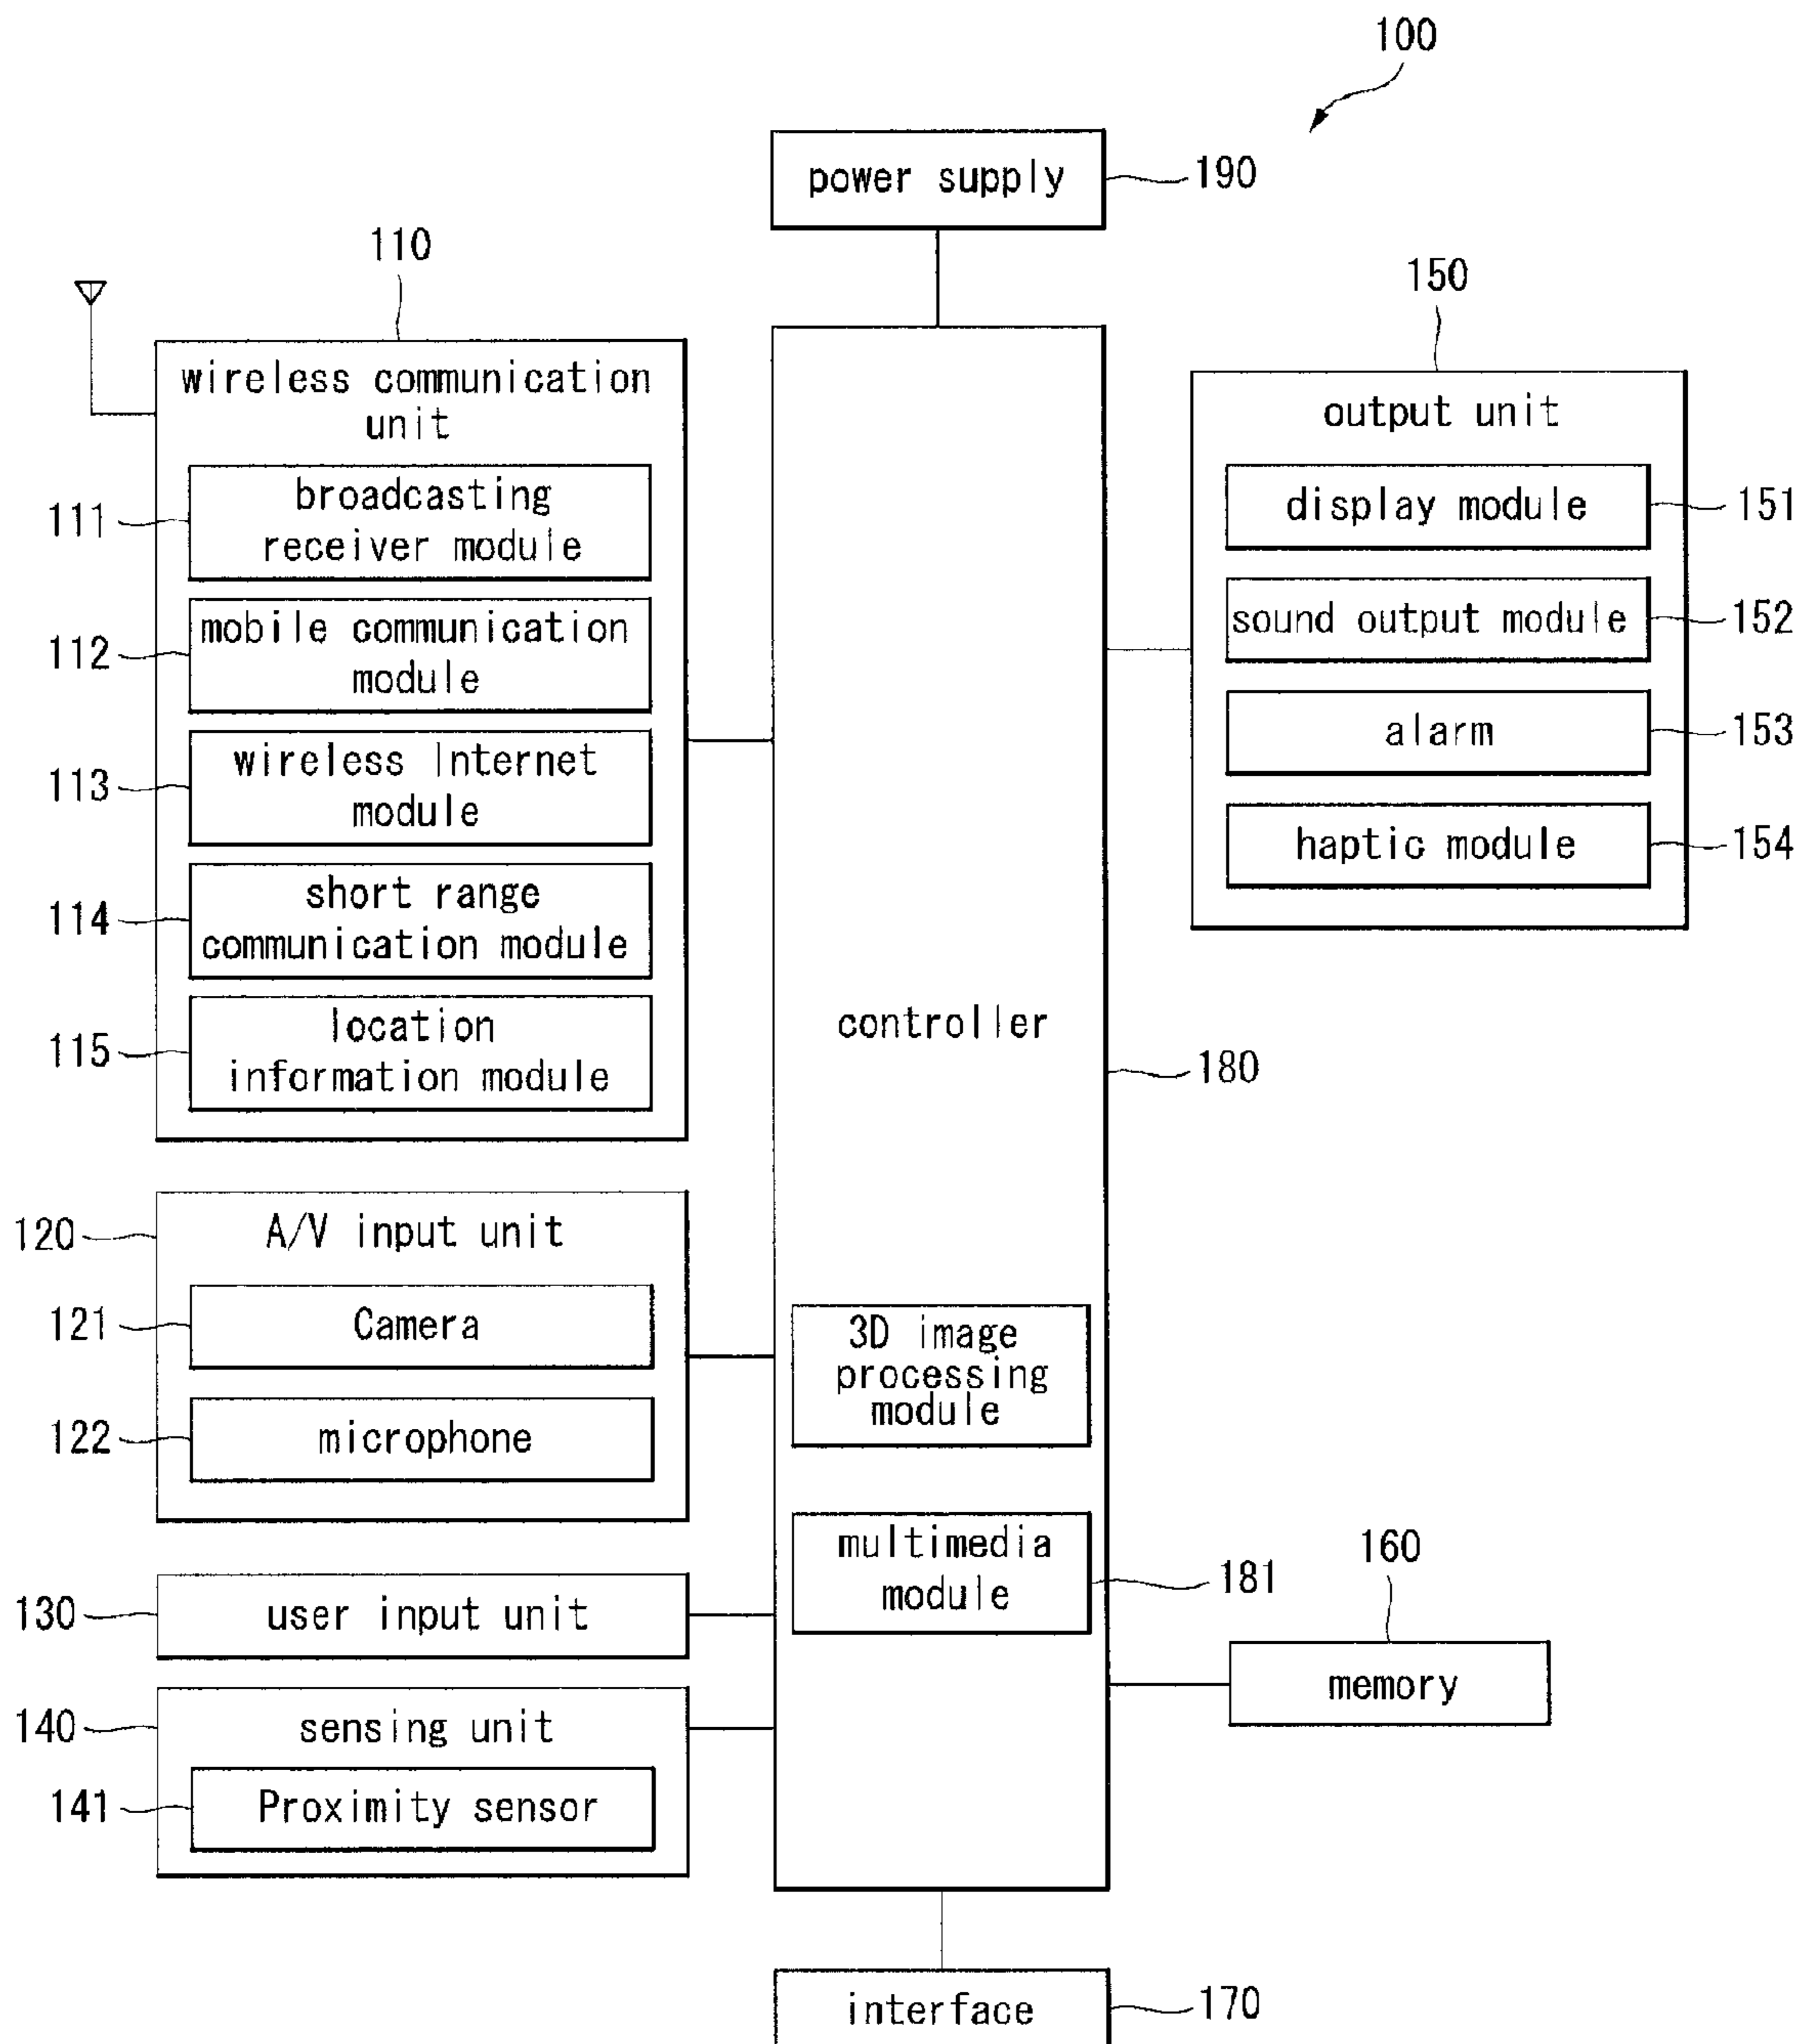 100
power supply
190
110
wireless communication
unit
111
broadcasting
receiver module
112
mobile communication
module
113
wireless Internet
module
114
short range
communication module
115
location
information module
150
output unit
display module
151
sound output module
152
alarm
153
haptic module
154
controller
180
120
A/V input unit
121
Camera
122
microphone
3D image
processing
module
multimedia
module
181
130
user input unit
140
sensing unit
141
Proximity sensor
160
memory
interface
170